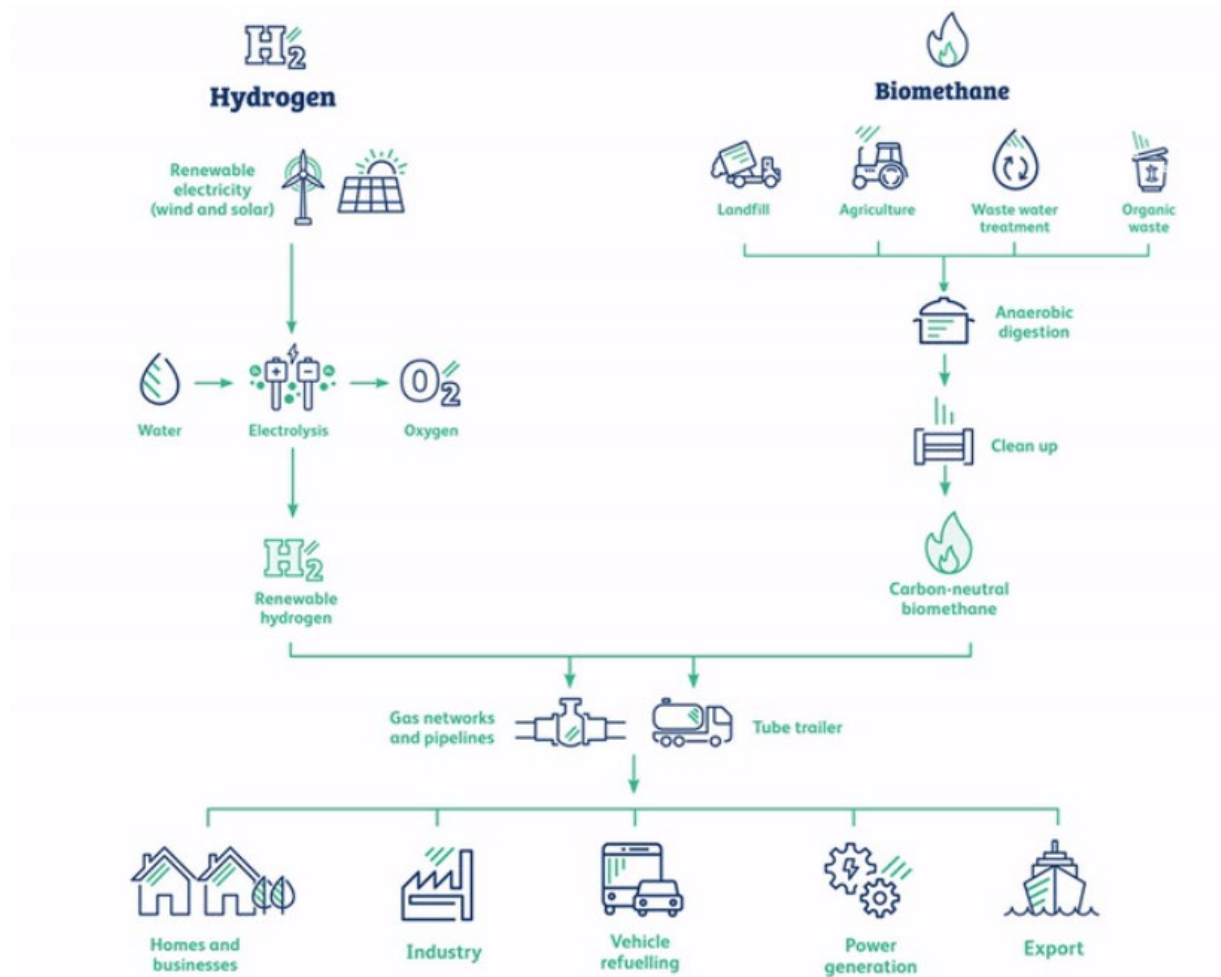 H2
Hydrogen
Renewable
electricity
(wind and solar)
Water
Electrolysis
O2
Oxygen
H2
Renewable
hydrogen
Biomethane
Landfill
Agriculture
Waste water
treatment
Organic
waste
Anaerobic
digestion
Clean up
Carbon-neutral
biomethane
Gas networks
and pipelines
Tube trailer
Homes and
businesses
Industry
Vehicle
refuelling
Power
generation
Export